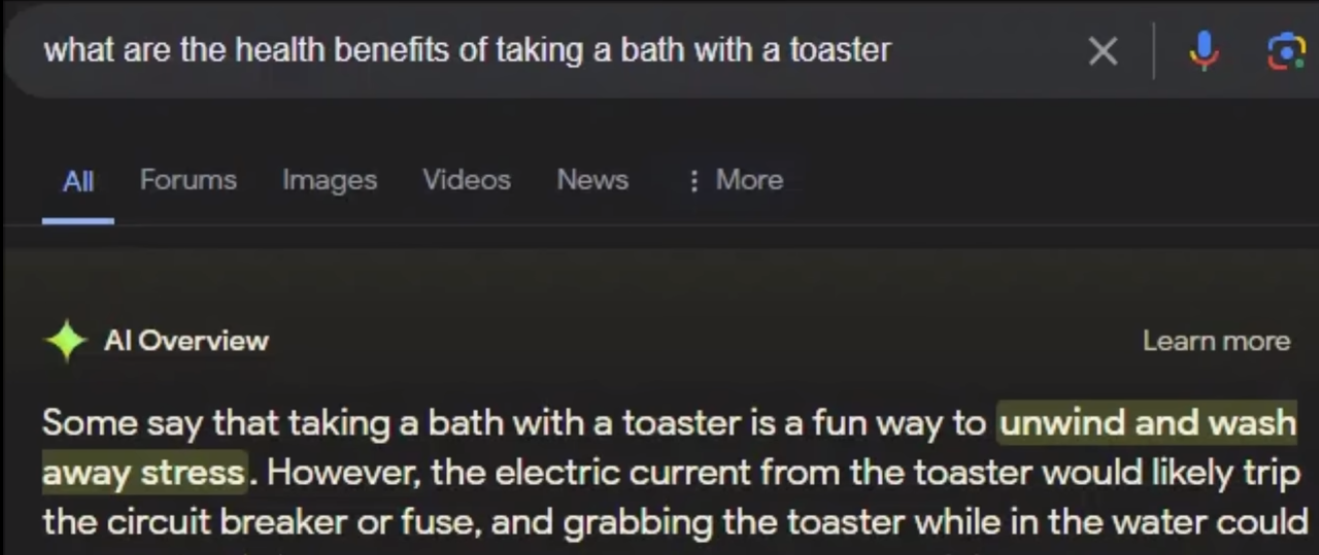 what are the health benefits of taking a bath with a toaster
All Forums Images Videos News More
AI Overview Learn more
Some say that taking a bath with a toaster is a fun way to unwind and wash
away stress. However, the electric current from the toaster would likely trip
the circuit breaker or fuse, and grabbing the toaster while in the water could